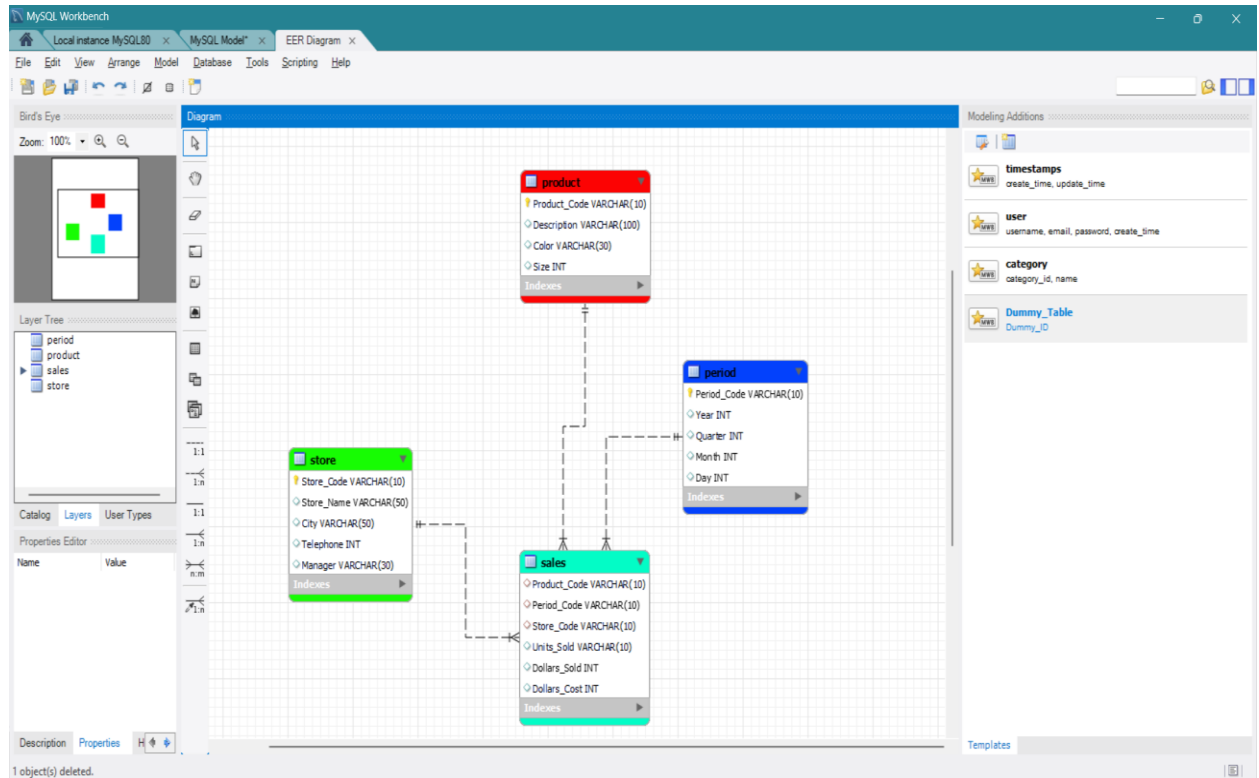 MySQL Workbench
Local instance MySQL80 × MySQL Model* × EER Diagram ×
File Edit View Arrange Model Database Tools Scripting Help
Bird's Eye
Zoom: 100%
Layer Tree
period
product
sales
store
Catalog Layers User Types
Properties Editor
Name Value
Description Properties H
1 object(s) deleted.
Diagram
1:1
1:n
1:1
1:n
n:m
1:n
product
Product_Code VARCHAR(10)
Description VARCHAR(100)
Color VARCHAR(30)
Size INT
Indexes
period
Period_Code VARCHAR(10)
Year INT
Quarter INT
Month INT
Day INT
Indexes
store
Store_Code VARCHAR(10)
Store_Name VARCHAR(50)
City VARCHAR(50)
Telephone INT
Manager VARCHAR(30)
Indexes
sales
Product_Code VARCHAR(10)
Period_Code VARCHAR(10)
Store_Code VARCHAR(10)
Units_Sold VARCHAR(10)
Dollars_Sold INT
Dollars_Cost INT
Indexes
Modeling Additions
MWE
timestamps
create_time, update_time
MWE
user
username, email, password, create_time
MWE
category
category_id, name
MWE
Dummy_Table
Dummy_ID
Templates